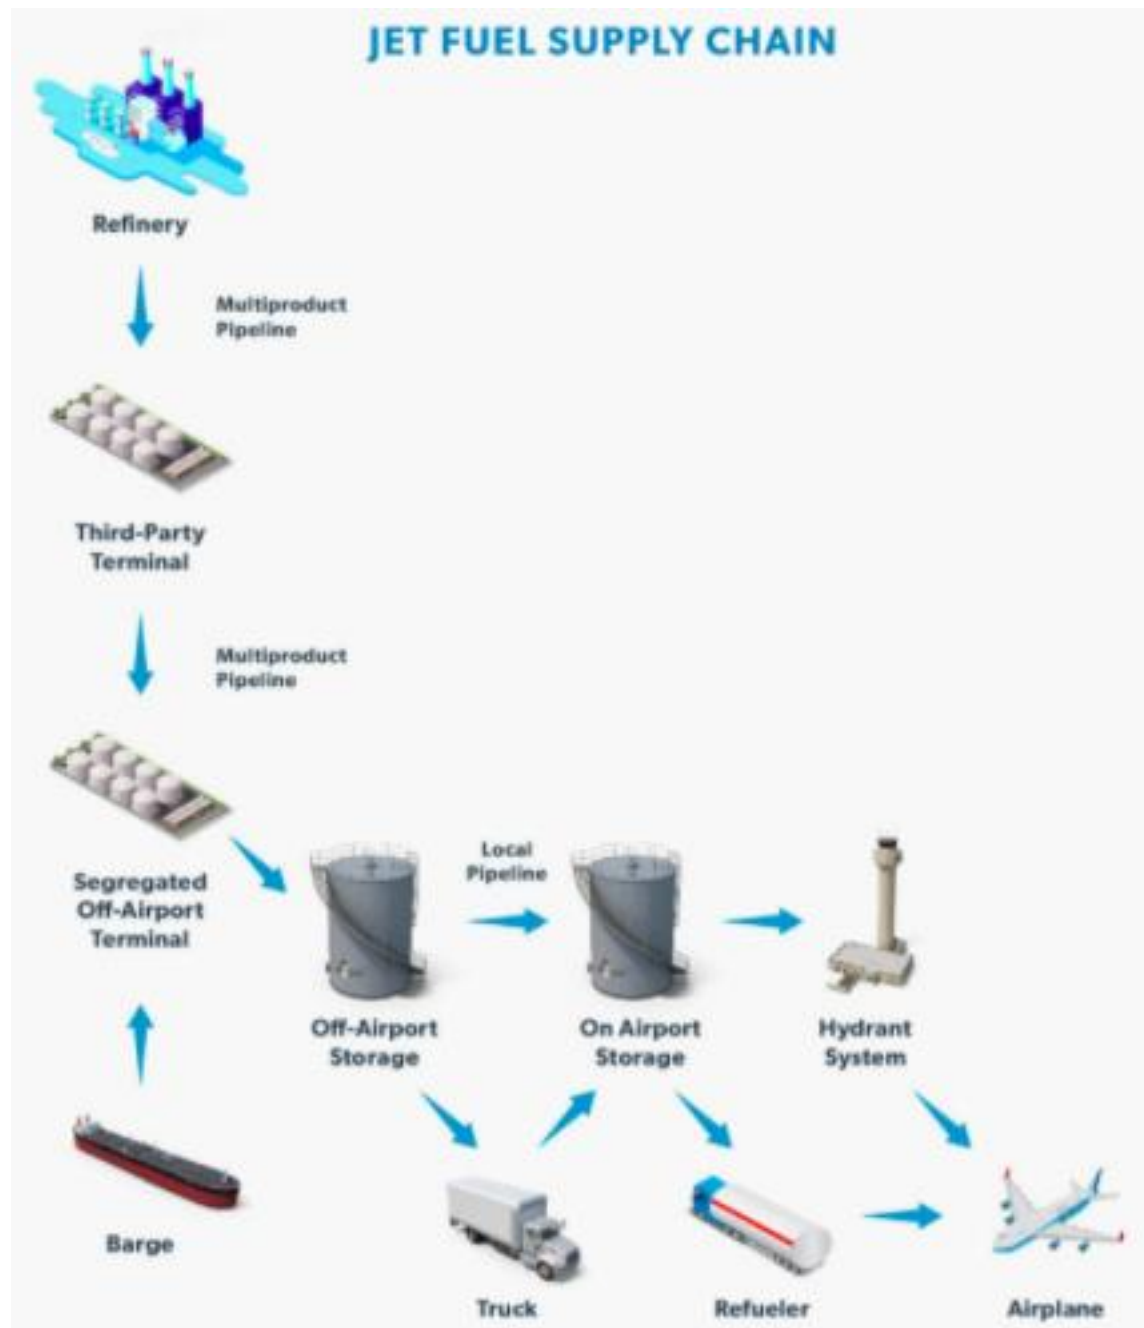 JET FUEL SUPPLY CHAIN
Refinery
Multiproduct
Pipeline
Third-Party
Terminal
Multiproduct
Pipeline
Segregated
Off-Airport
Terminal
Local
Pipeline
Off-Airport
Storage
On Airport
Storage
Hydrant
System
Barge
Truck
Refueler
Airplane